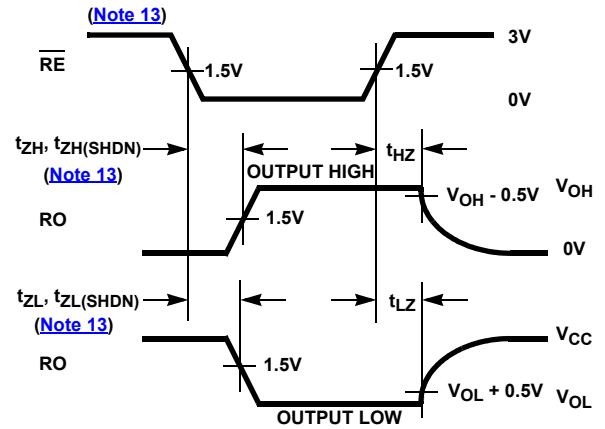 (Note 13)
RE
3V
1.5V
1.5V
0V
tZH, tZH(SHDN)
(Note 13)
tHZ
OUTPUT HIGH
VOH - 0.5V
VOH
RO
1.5V
0V
tZL, tZL(SHDN)
(Note 13)
tLZ
VCC
RO
1.5V
VOL + 0.5V
VOL
OUTPUT LOW